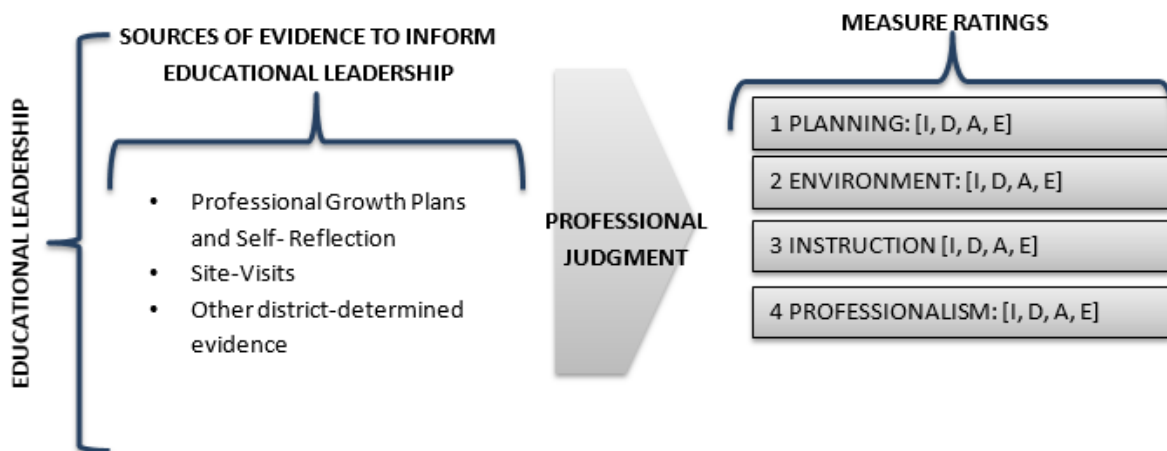 EDUCATIONAL LEADERSHIP
SOURCES OF EVIDENCE TO INFORM
EDUCATIONAL LEADERSHIP
• Professional Growth Plans
and Self- Reflection
• Site-Visits
• Other district-determined
evidence
PROFESSIONAL
JUDGMENT
MEASURE RATINGS
1 PLANNING: [I, D, A, E]
2 ENVIRONMENT: [I, D, A, E]
3 INSTRUCTION [I, D, A, E]
4 PROFESSIONALISM: [I, D, A, E]